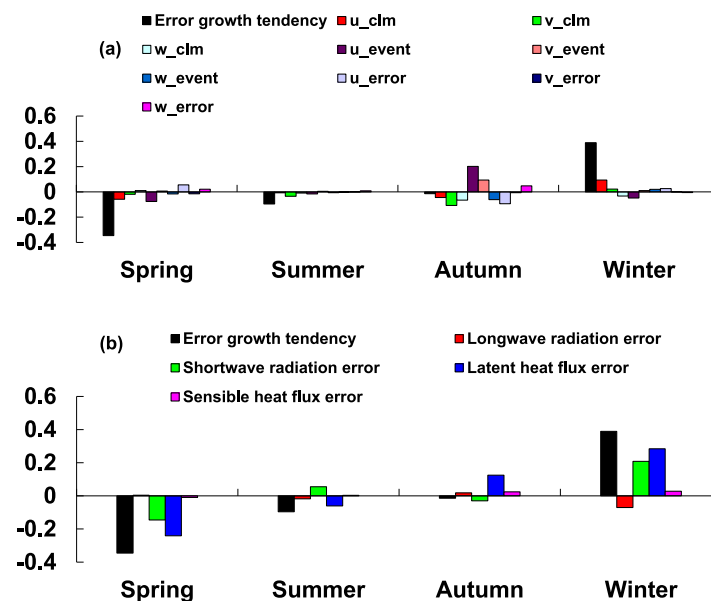 Error growth tendency u_clm v_clm
(a)
w_clm u_event v_event
w_event u_error v_error
w_error
0.6
0.4
0.2
0
-0.2
-0.4
Spring Summer Autumn Winter
(b)
Error growth tendency Longwave radiation error
Shortwave radiation error Latent heat flux error
Sensible heat flux error
0.6
0.4
0.2
0
-0.2
-0.4
Spring Summer Autumn Winter